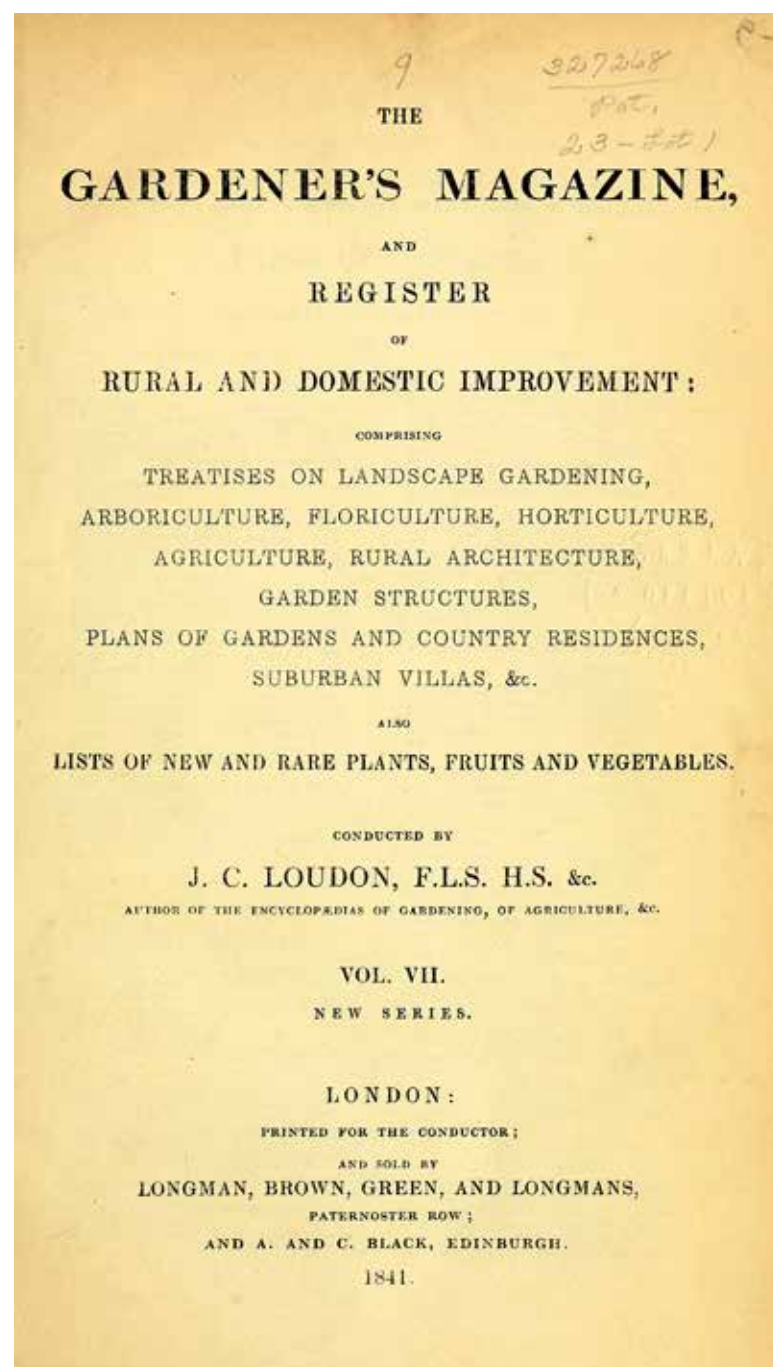 9
327268
THE
GARDENER'S MAGAZINE,
AND
REGISTER
OF
RURAL AND DOMESTIC IMPROVEMENT:
COMPRISING
TREATISES ON LANDSCAPE GARDENING,
ARBORICULTURE, FLORICULTURE, HORTICULTURE,
AGRICULTURE, RURAL ARCHITECTURE,
GARDEN STRUCTURES,
PLANS OF GARDENS AND COUNTRY RESIDENCES,
SUBURBAN VILLAS, &c.
ALSO
LISTS OF NEW AND RARE PLANTS, FRUITS AND VEGETABLES.
CONDUCTED BY
J. C. LOUDON, F.L.S. H.S. &c.
AUTHOR OF THE ENCYCLOPÆDIAS OF GARDENING, OF AGRICULTURE, &c.
VOL. VII.
NEW SERIES.
LONDON:
PRINTED FOR THE CONDUCTOR;
AND SOLD BY
LONGMAN, BROWN, GREEN, AND LONGMANS,
PATERNOSTER ROW;
AND A. AND C. BLACK, EDINBURGH.
1841.